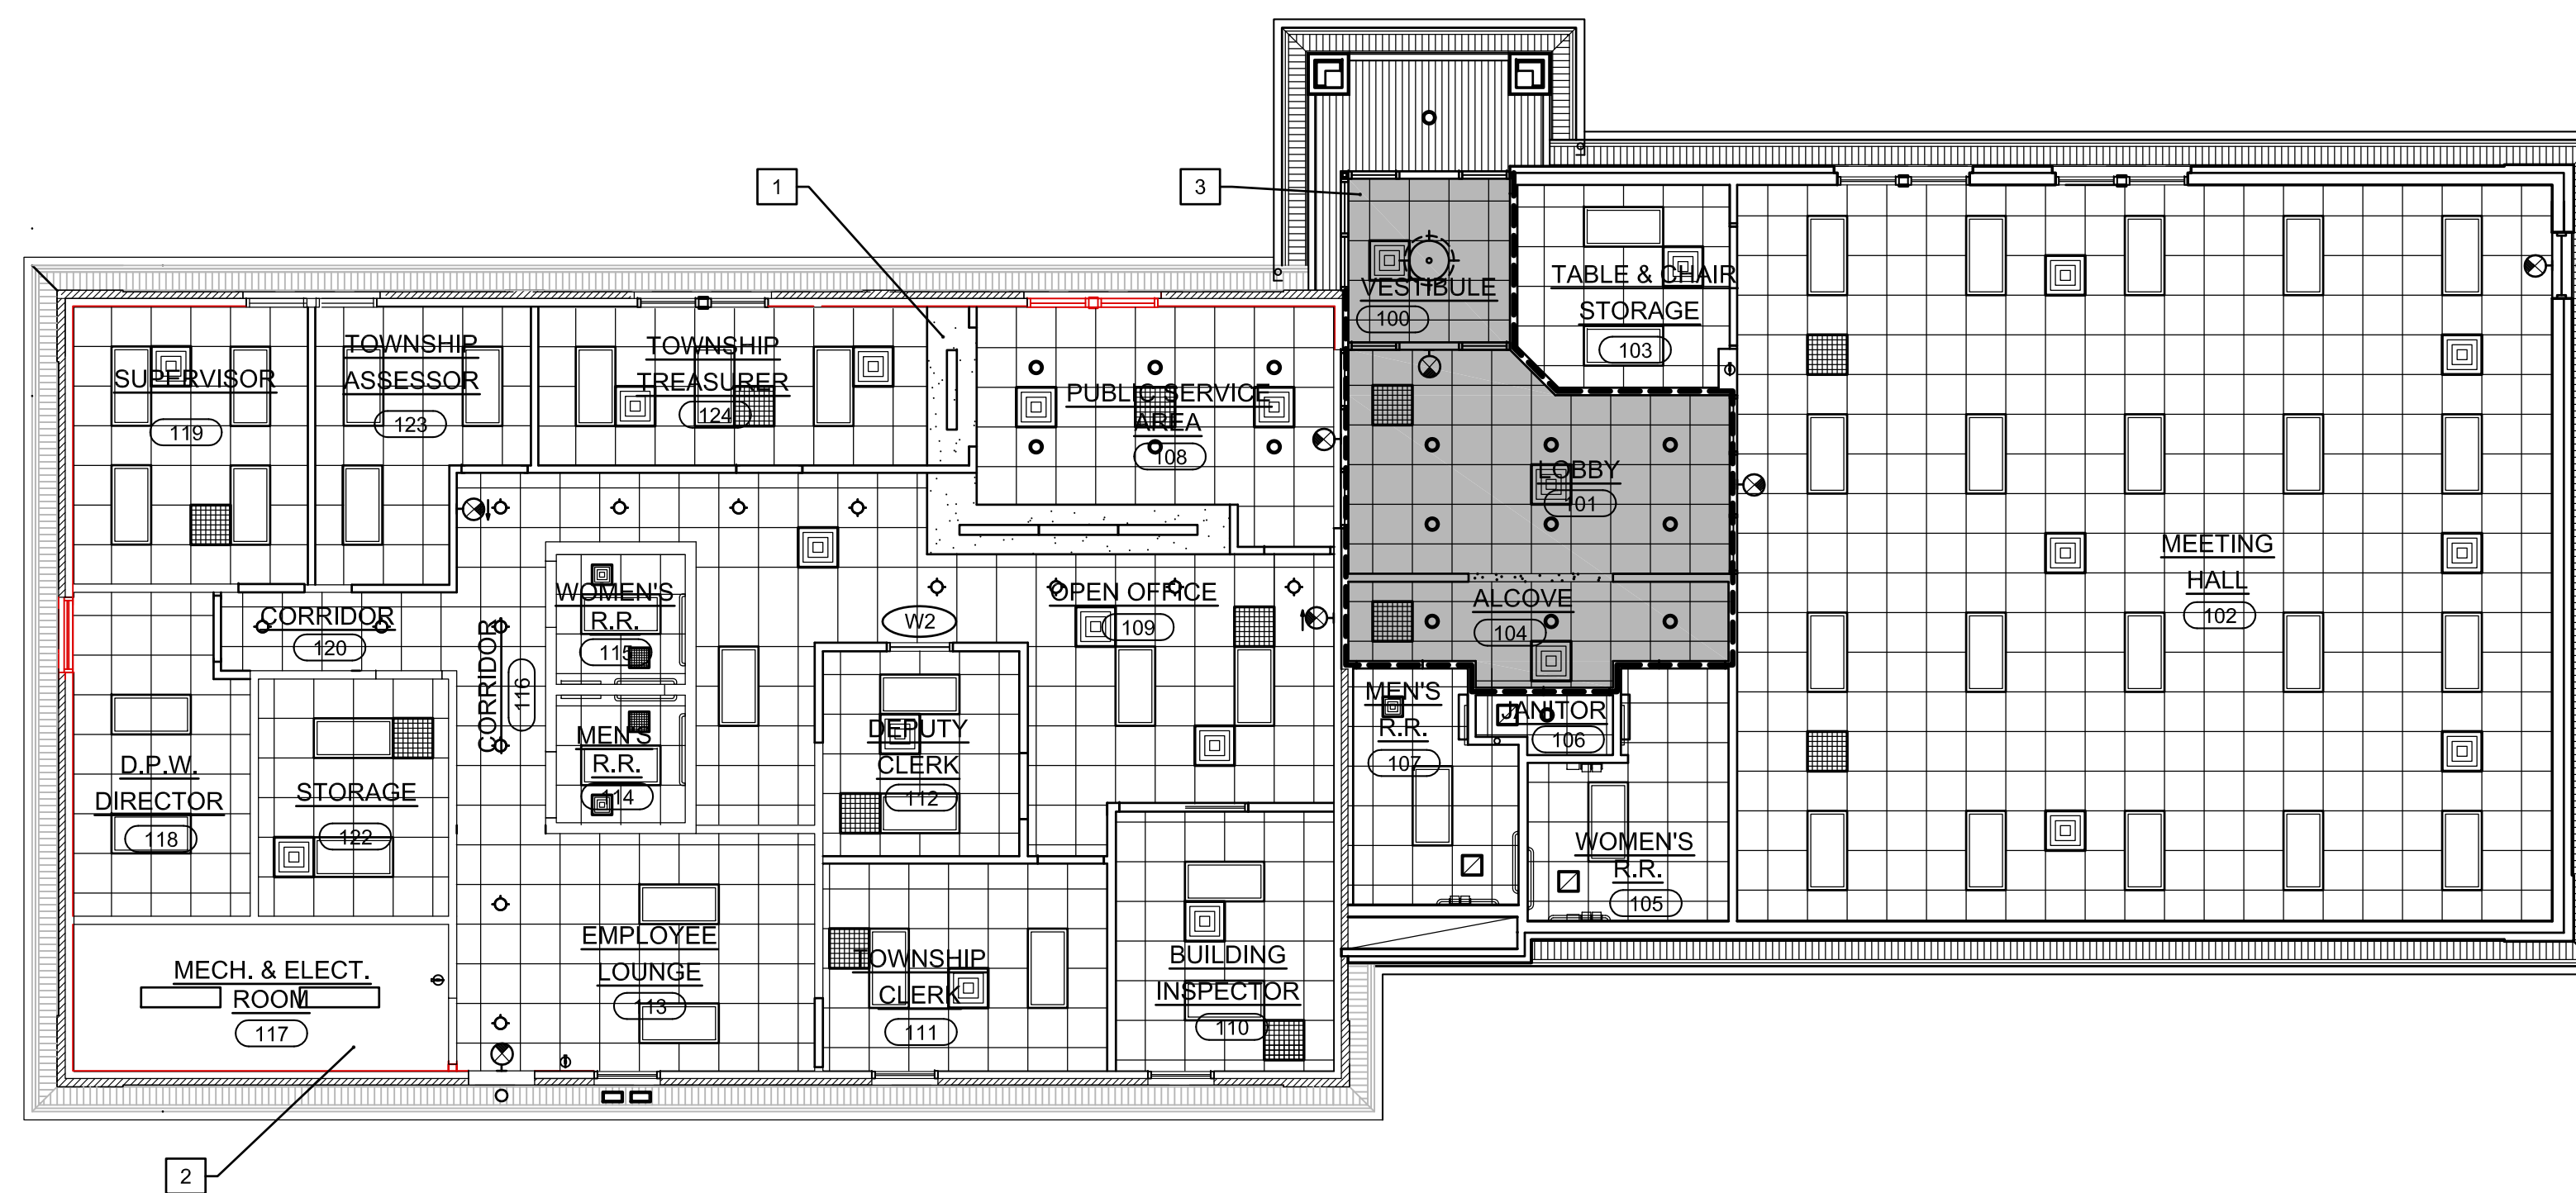 1
3
VESTIBULE
100
TABLE & CHAIR
STORAGE
103
SUPERVISOR
119
TOWNSHIP
ASSESSOR
123
TOWNSHIP
TREASURER
124
PUBLIC SERVICE
AREA
108
LOBBY
101
MEETING
HALL
102
ALCOVE
104
CORRIDOR
120
CORRIDOR
116
WOMEN'S
R.R.
115
W2
OPEN OFFICE
109
MEN'S
R.R.
114
DEPUTY
CLERK
112
MEN'S
R.R.
107
JANITOR
106
D.P.W.
DIRECTOR
118
STORAGE
122
WOMEN'S
R.R.
105
EMPLOYEE
LOUNGE
113
TOWNSHIP
CLERK
111
BUILDING
INSPECTOR
110
MECH. & ELECT.
ROOM
117
2